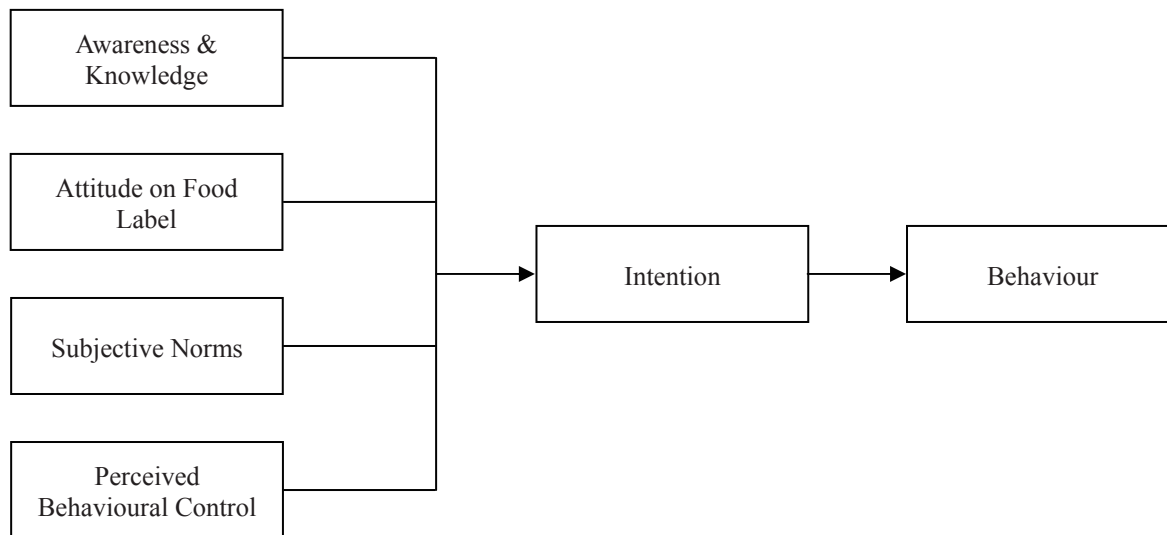 Awareness &
Knowledge
Attitude on Food
Label
Subjective Norms
Perceived
Behavioural Control
Intention
Behaviour